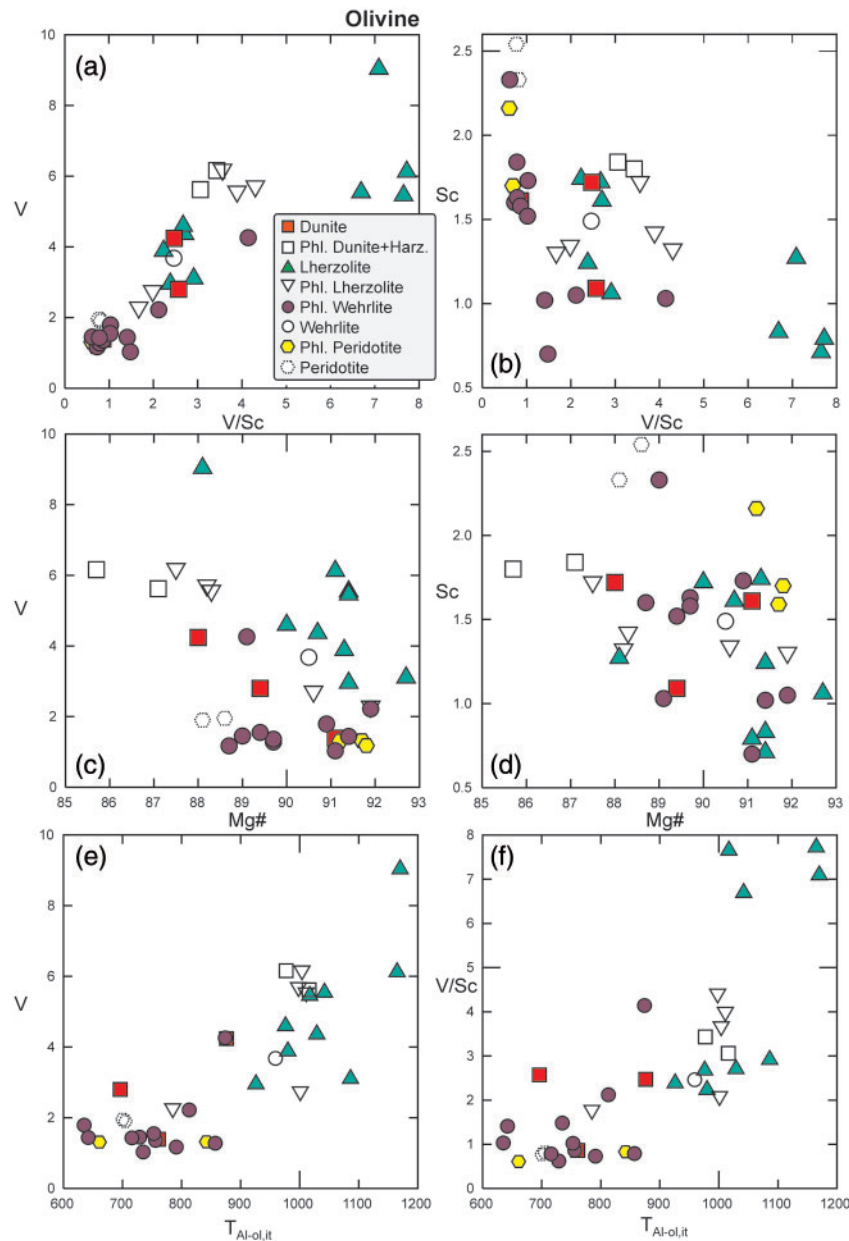 Olivine
(a)
10
8
6
V
4
2
0
0 1 2 3 4 5 6 7 8
V/Sc
Dunite
Phl. Dunite+Harz.
Lherzolite
Phl. Lherzolite
Phl. Wehrlite
Wehrlite
Phl. Peridotite
Peridotite
(b)
2.5
2.0
Sc
1.5
1.0
0.5
0 1 2 3 4 5 6 7 8
V/Sc
(c)
10
8
6
V
4
2
0
85 86 87 88 89 90 91 92 93
Mg#
(d)
2.5
2.0
Sc
1.5
1.0
0.5
85 86 87 88 89 90 91 92 93
Mg#
(e)
10
8
6
V
4
2
0
600 700 800 900 1000 1100 1200
TAl-ol,it
(f)
8
7
6
5
V/Sc
4
3
2
1
0
600 700 800 900 1000 1100 1200
TAl-ol,it